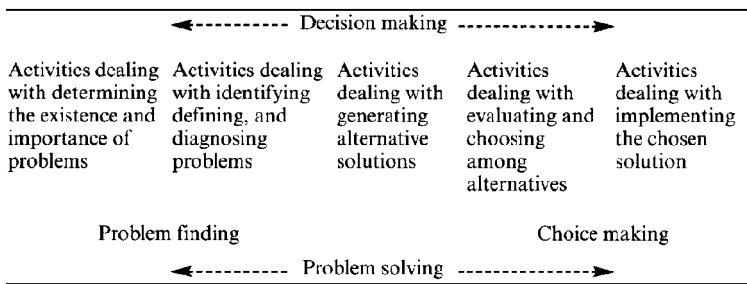 Decision making
Activities dealing with determining the existence and importance of problems
Activities dealing with identifying defining, and diagnosing problems
Activities dealing with generating alternative solutions
Activities dealing with evaluating and choosing among alternatives
Activities dealing with implementing the chosen solution
Problem finding
Choice making
Problem solving